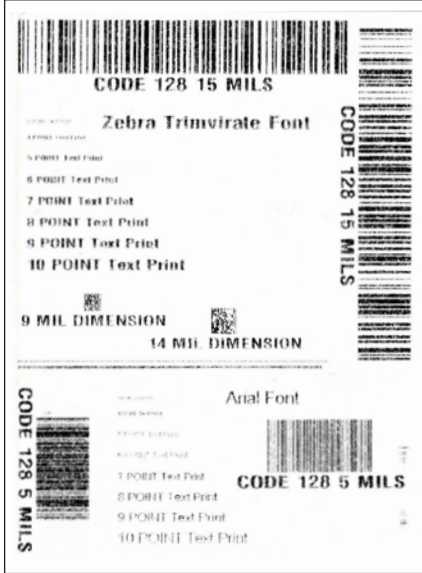 CODE 128 15 MILS
Zebra Trimvirate Font
CODE 128 15 MILS
5 POINT Text Print
6 POINT Text Print
7 POINT Text Print
8 POINT Text Print
9 POINT Text Print
10 POINT Text Print
9 MIL DIMENSION
14 MIL DIMENSION
CODE 128 5 MILS
Arial Font
7 POINT Text Print
CODE 128 5 MILS
8 POINT Text Print
9 POINT Text Print
10 POINT Text Print